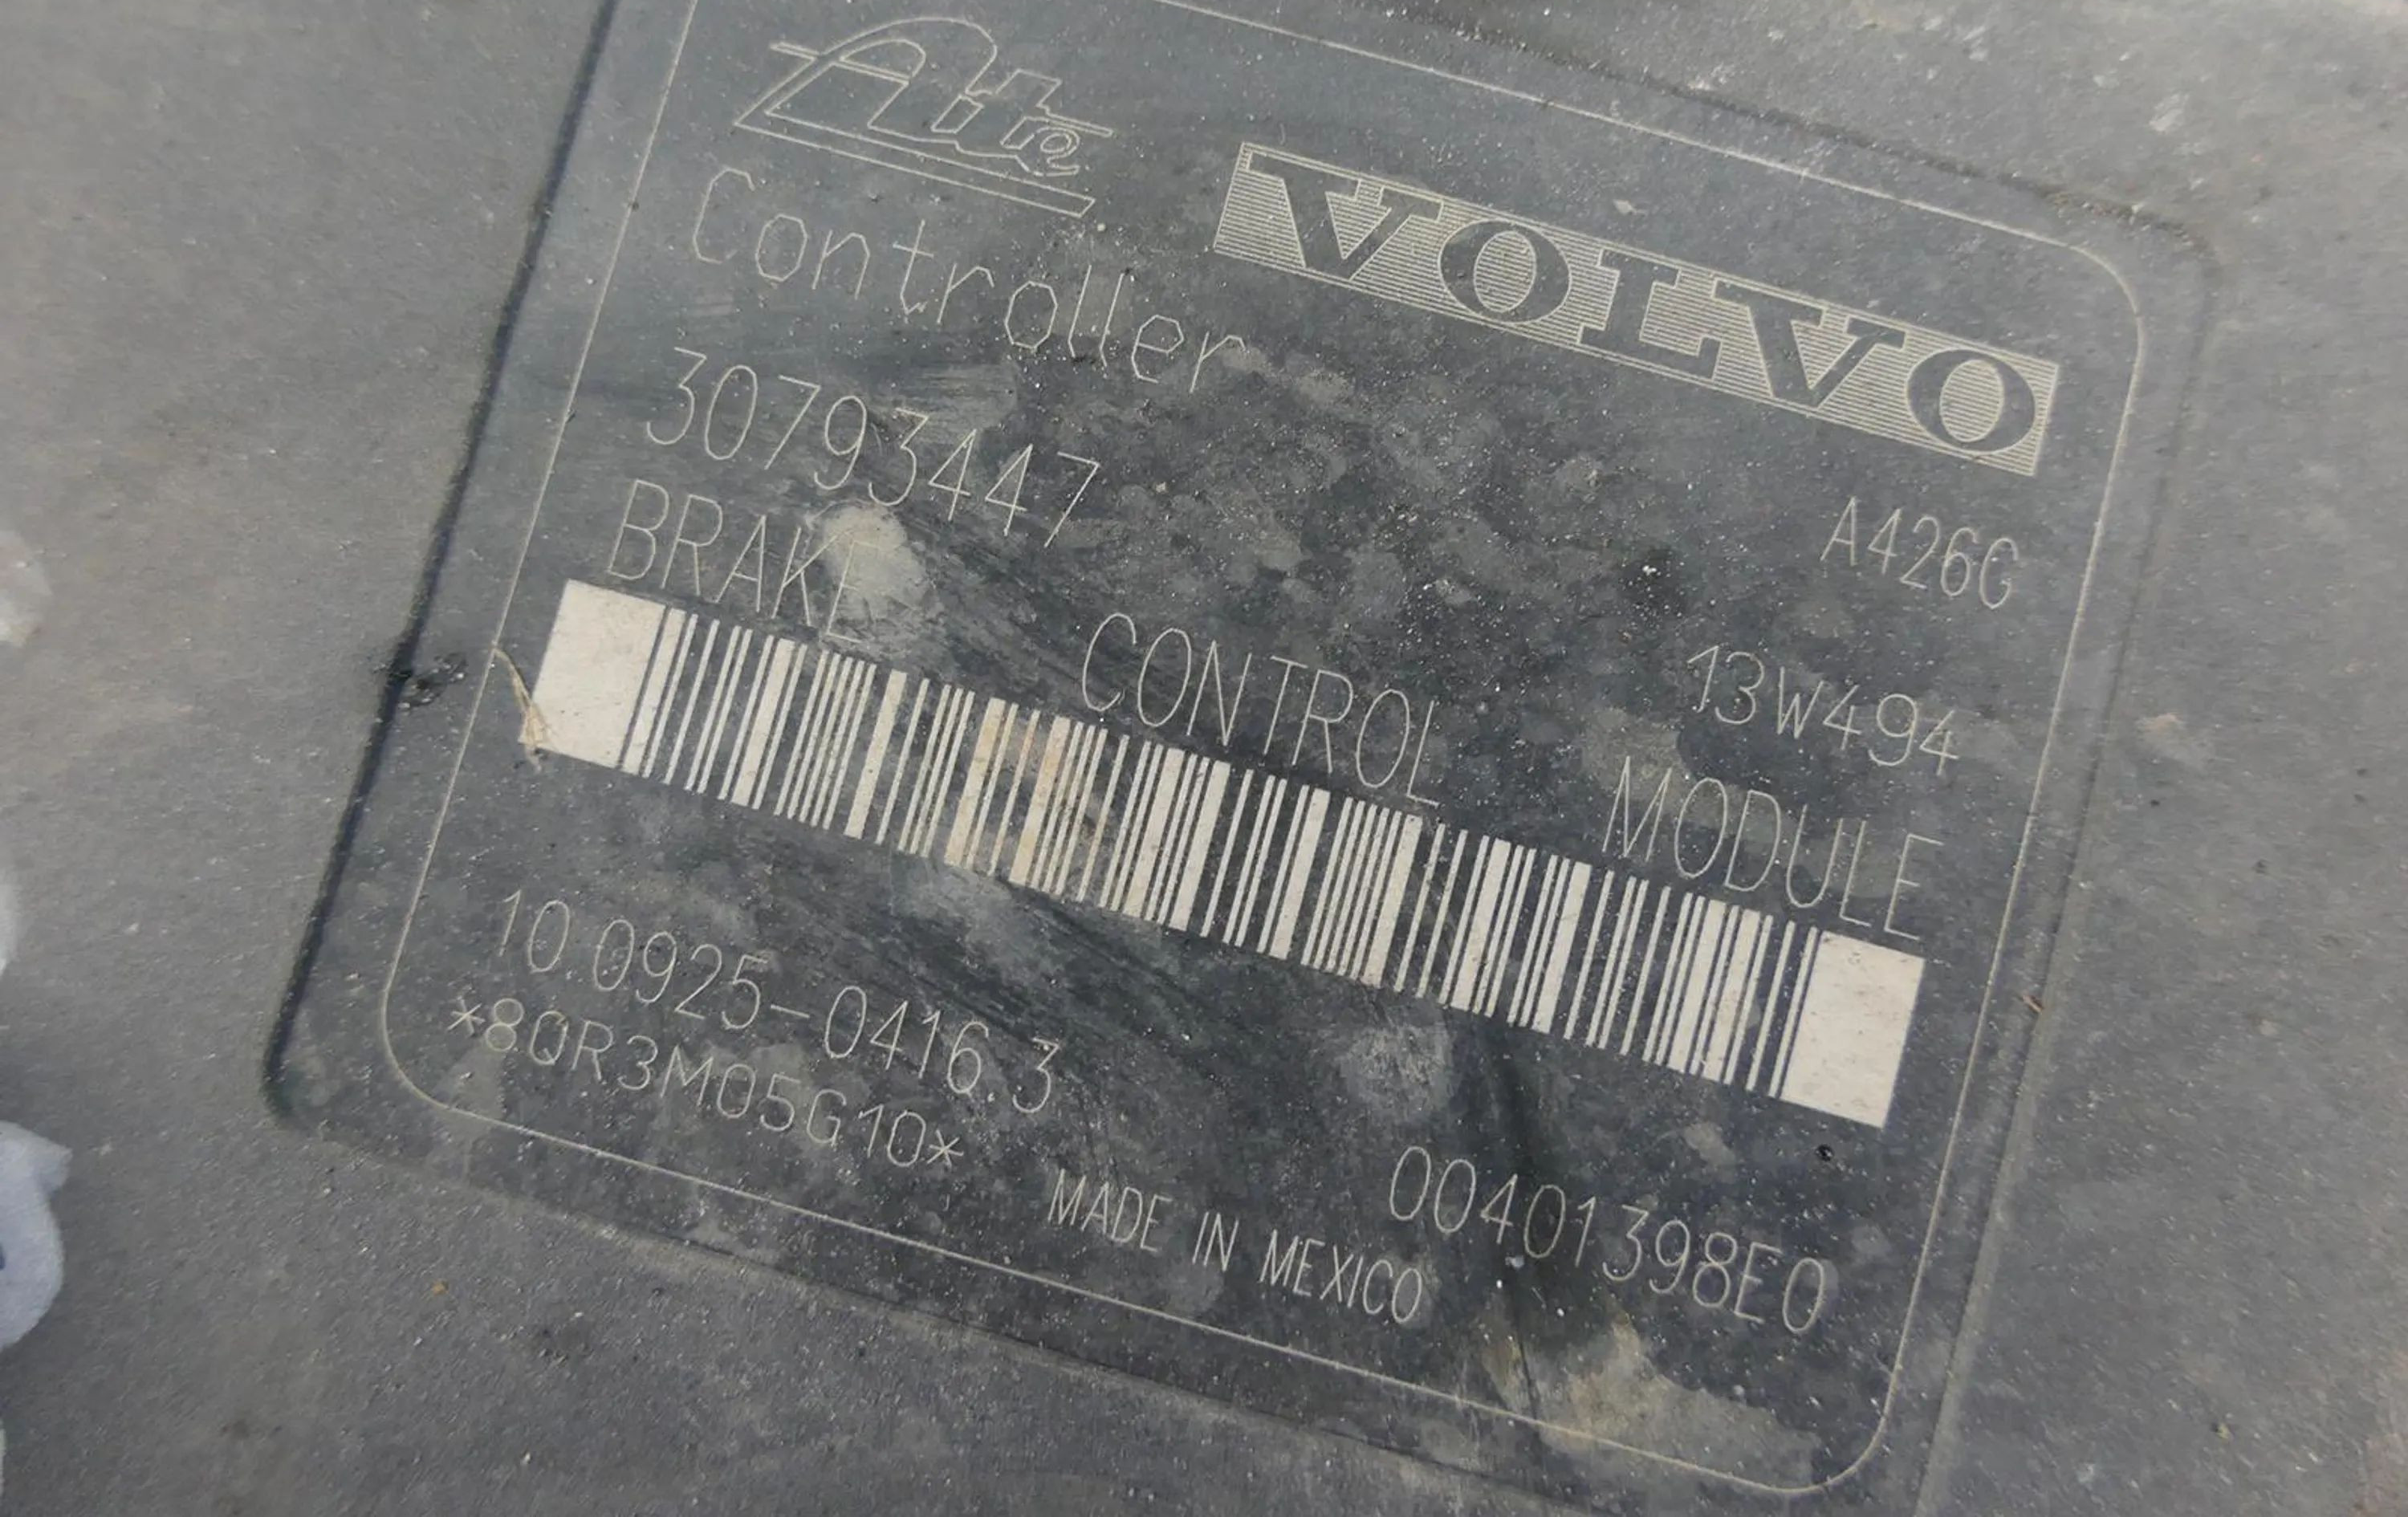 Ate
VOLVO
Controller
30793447 A426G
13W494
BRAKE CONTROL MODULE
10.0925-0416.3 00401398E0
*8QR3M05G10*
MADE IN MEXICO